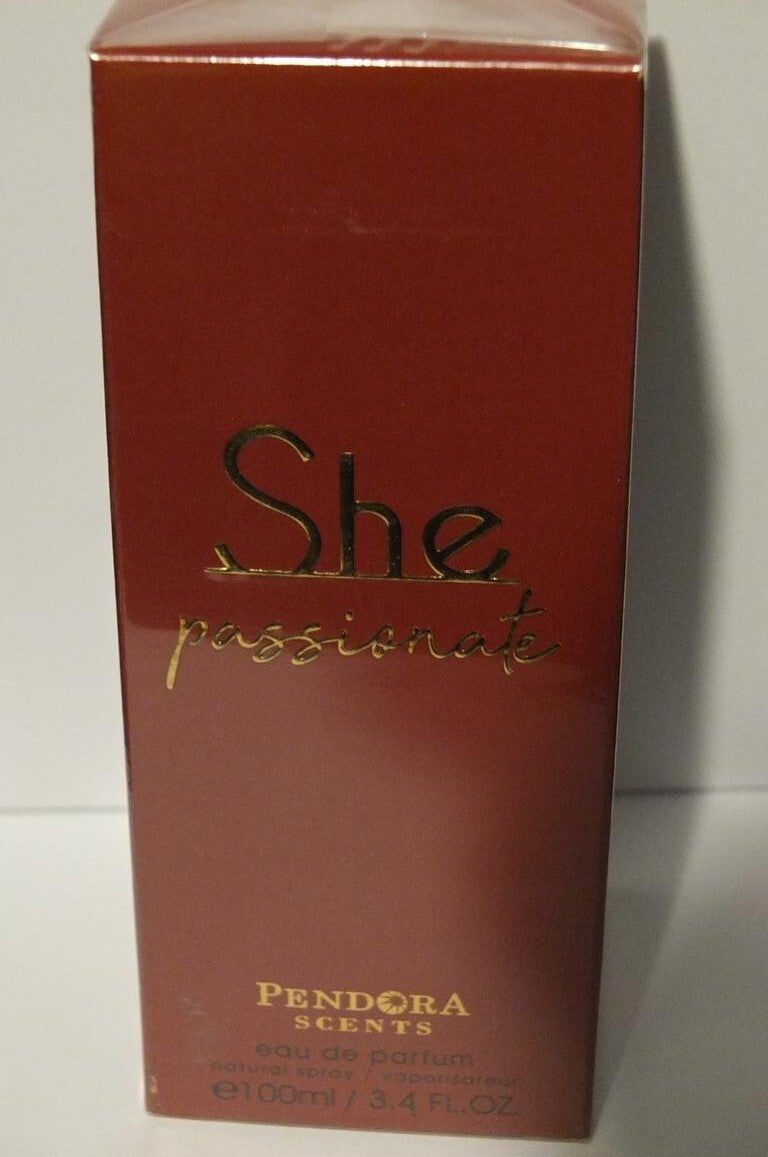 She
passionate
PENDORA
SCENTS
eau de parfum
natural spray / vaporisateur
℮100ml / 3.4 FL.OZ.